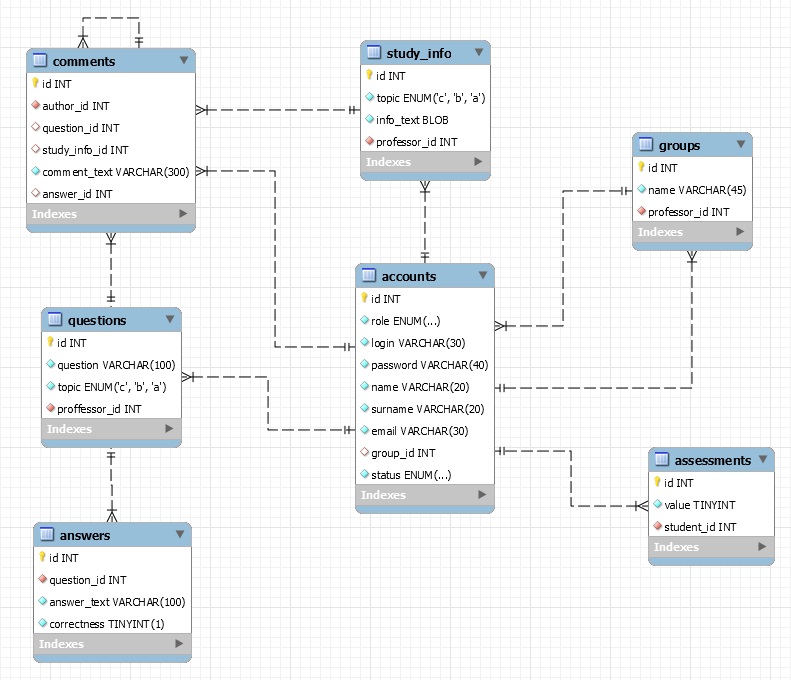 comments
id INT
author_id INT
question_id INT
study_info_id INT
comment_text VARCHAR(300)
answer_id INT
Indexes
study_info
id INT
topic ENUM('c', 'b', 'a')
info_text BLOB
professor_id INT
Indexes
groups
id INT
name VARCHAR(45)
professor_id INT
Indexes
accounts
id INT
role ENUM(...)
login VARCHAR(30)
password VARCHAR(40)
name VARCHAR(20)
surname VARCHAR(20)
email VARCHAR(30)
group_id INT
status ENUM(...)
Indexes
questions
id INT
question VARCHAR(100)
topic ENUM('c', 'b', 'a')
proffessor_id INT
Indexes
assessments
id INT
value TINYINT
student_id INT
Indexes
answers
id INT
question_id INT
answer_text VARCHAR(100)
correctness TINYINT(1)
Indexes